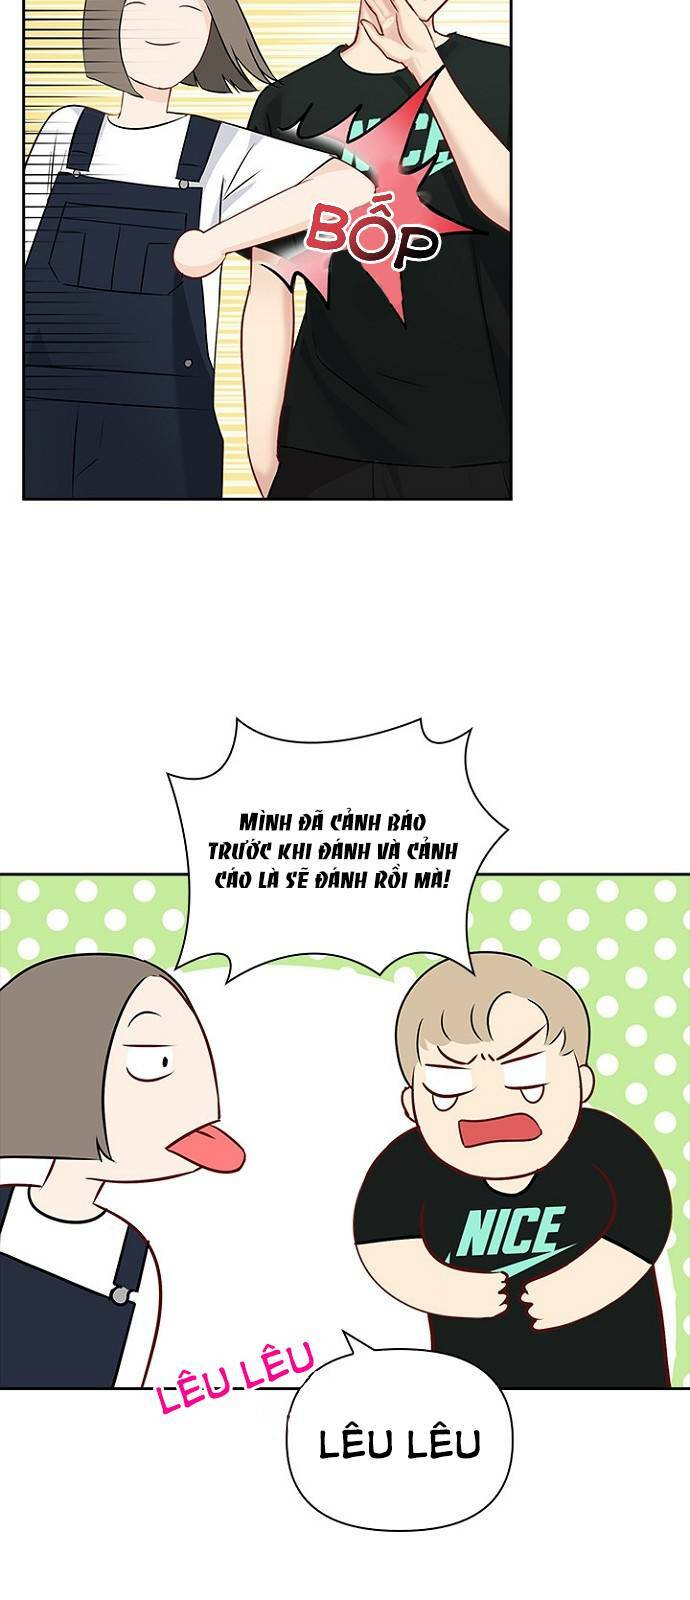 NICE
BỐP
MÌNH ĐÃ CẢNH BÁO
TRƯỚC KHI ĐÁNH VÀ CẢNH
CÁO LÀ SẼ ĐÁNH RỒI MÀ!
NICE
LÊU LÊU
LÊU LÊU